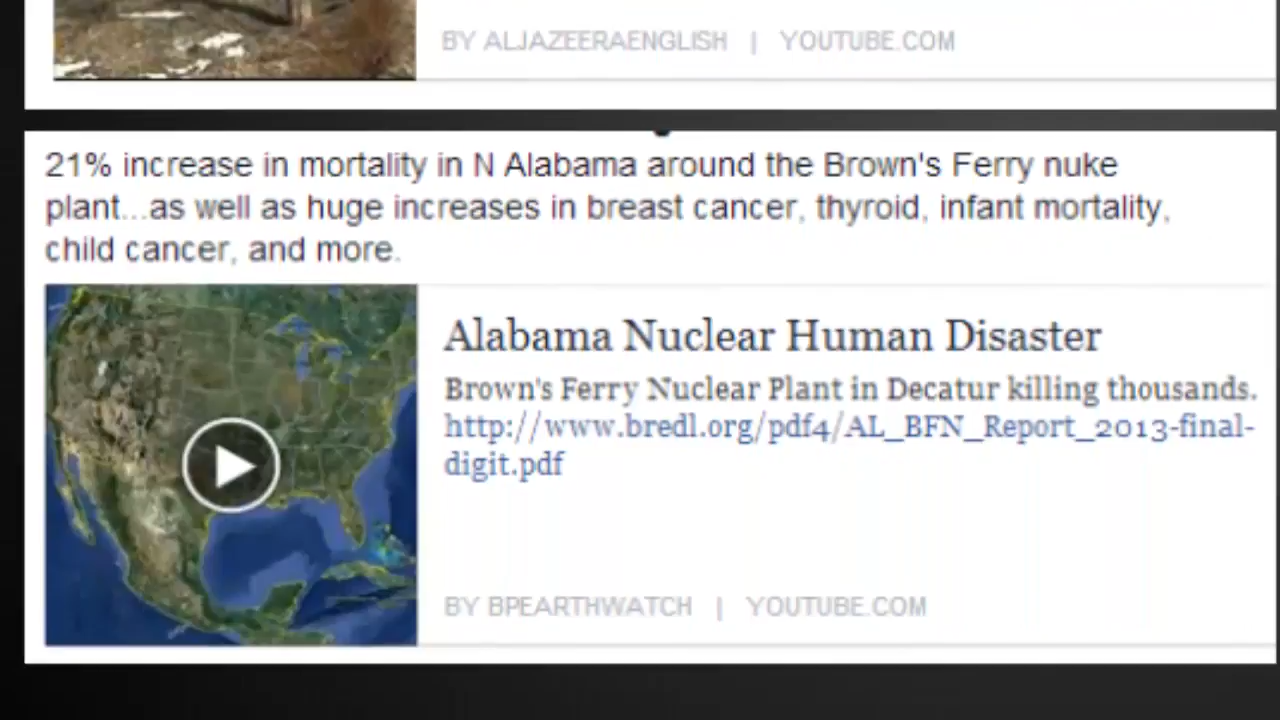 BY ALJAZEERAENGLISH | YOUTUBE.COM
21% increase in mortality in N Alabama around the Brown's Ferry nuke
plant...as well as huge increases in breast cancer, thyroid, infant mortality,
child cancer, and more.
Alabama Nuclear Human Disaster
Brown's Ferry Nuclear Plant in Decatur killing thousands.
http://www.bredl.org/pdf4/AL_BFN_Report_2013-final-
digit.pdf
BY BPEARTHWATCH | YOUTUBE.COM